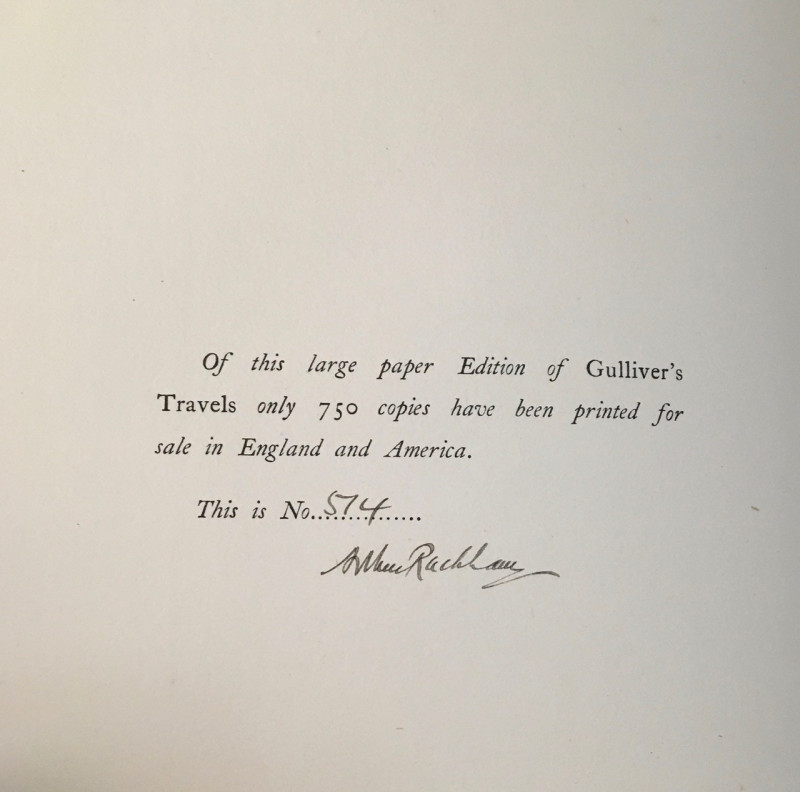 Of this large paper Edition of Gulliver's
Travels only 750 copies have been printed for
sale in England and America.
This is No..574......
Arthur Rackham